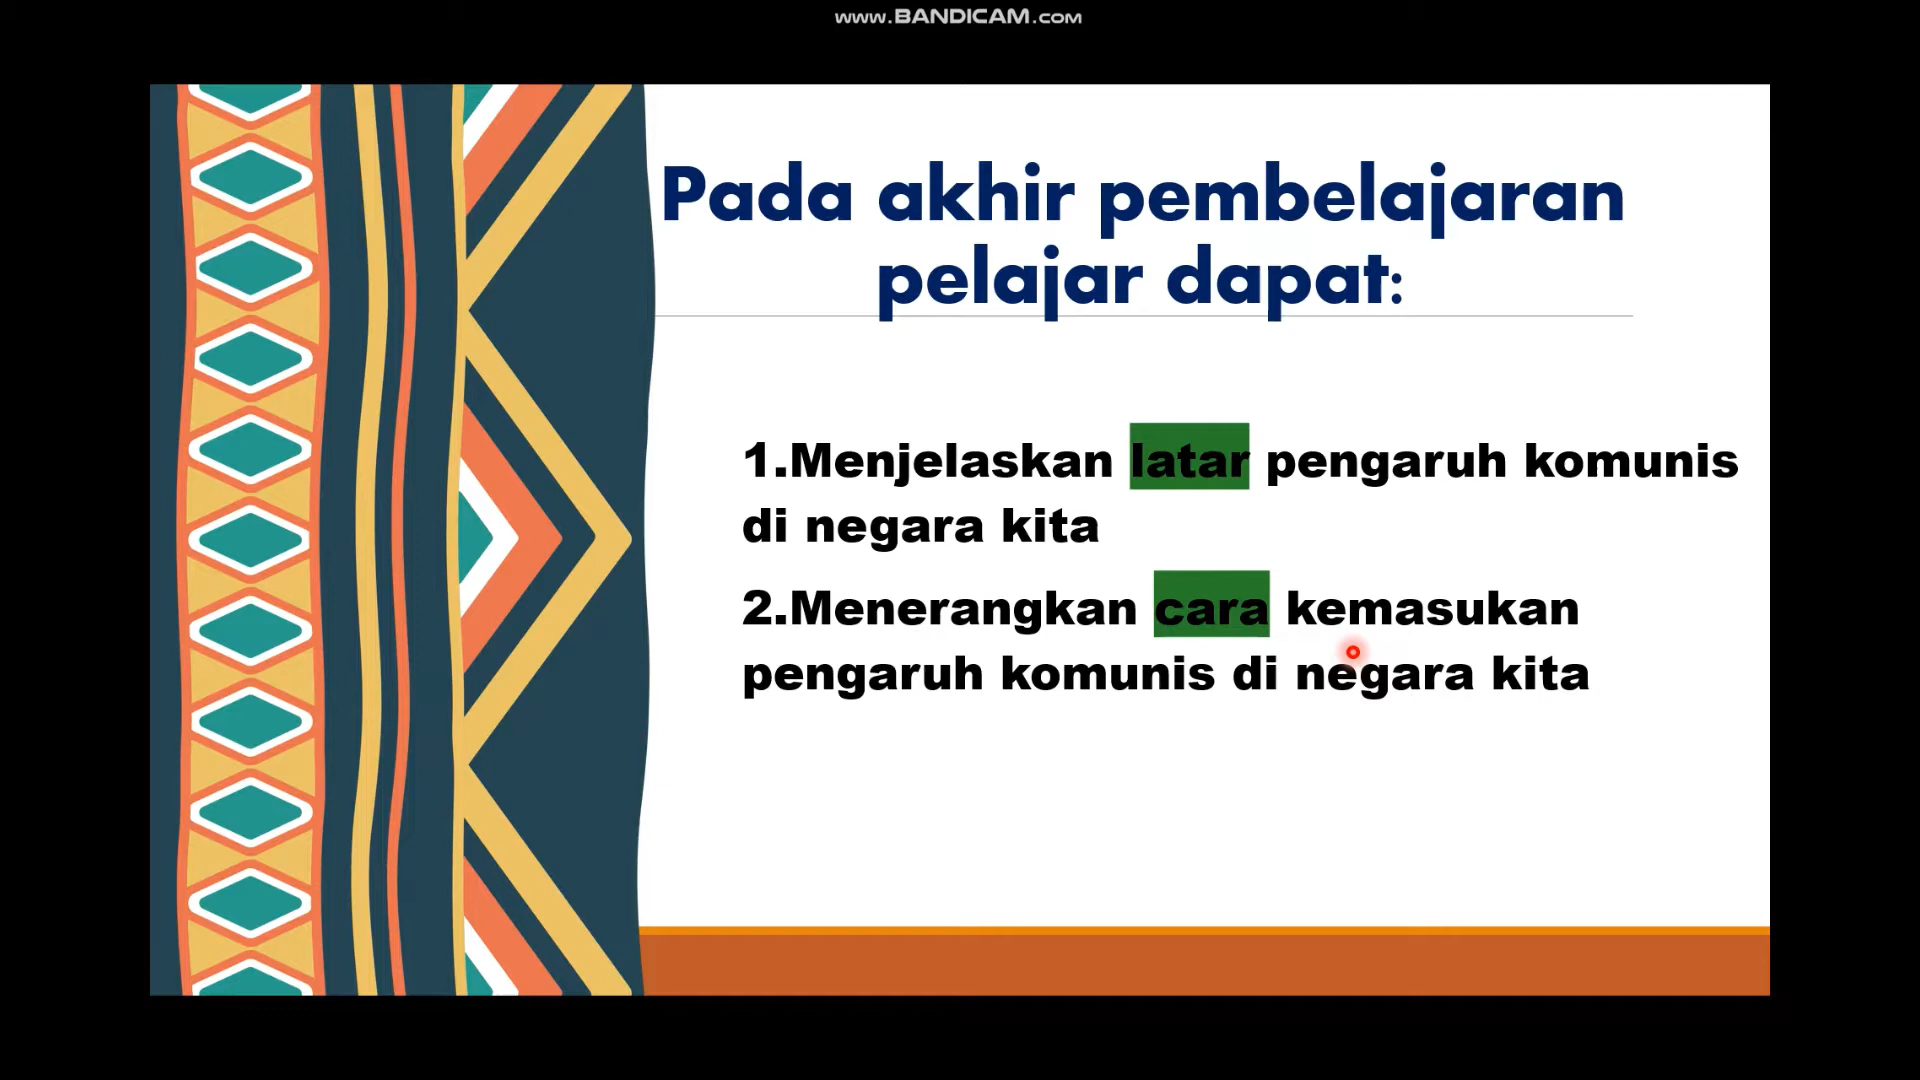 www.BANDICAM.com
Pada akhir pembelajaran
pelajar dapat:
1.Menjelaskan latar pengaruh komunis
di negara kita
2.Menerangkan cara kemasukan
pengaruh komunis di negara kita